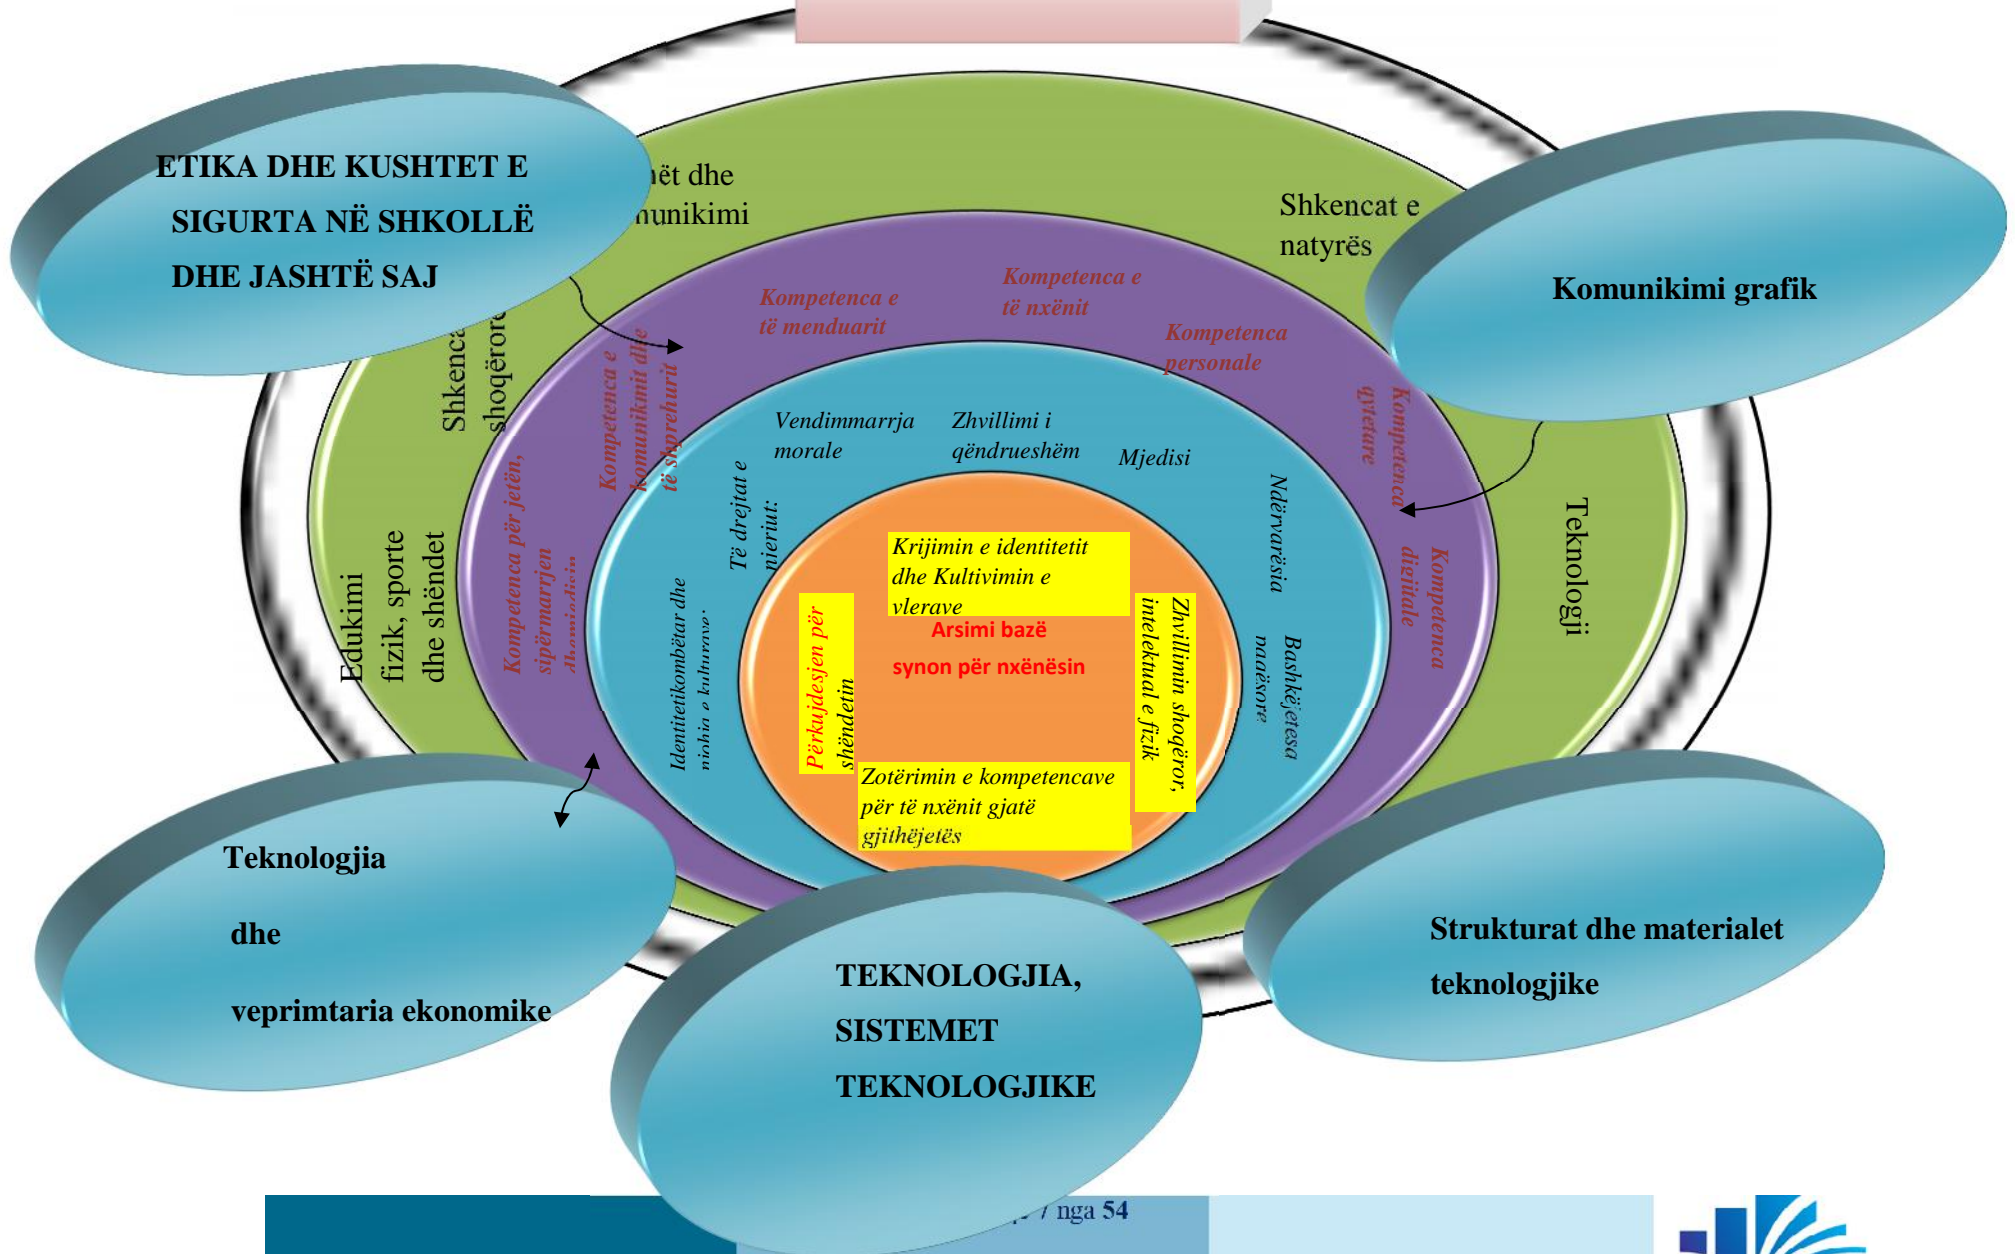 ETIKA DHE KUSHTET E
SIGURTA NË SHKOLLË
DHE JASHTË SAJ
dhe
Shkencat e
natyrës
Komunikimi grafik
shoqërore
Edukimi
fizik, sporte
dhe shëndet
Teknologji
Kompetenca e
të menduarit
Kompetenca e
të nxënit
Kompetenca
personale
Kompetenca e
komunikmit dhe
të shprehurit
Kompetenca për jetën,
sipërmarrjen
Kompetenca
qytetare
Kompetenca
digjitale
Vendimmarrja
morale
Zhvillimi i
qëndrueshëm
Mjedisi
Të drejtat e
njeriut:
Identitetikombëtar dhe
Ndërvarësia
Bashkëjetesa
paqësore
Krijimin e identitetit
dhe Kultivimin e
vlerave
Arsimi bazë
synon për nxënësin
Përkujdesjen për
shëndetin
Zhvillimin shoqëror,
intelektual e fizik
Zotërimin e kompetencave
për të nxënit gjatë
gjithëjetës
Teknologjia
dhe
veprimtaria ekonomike
TEKNOLOGJIA,
SISTEMET
TEKNOLOGJIKE
Strukturat dhe materialet
teknologjike
7 nga 54